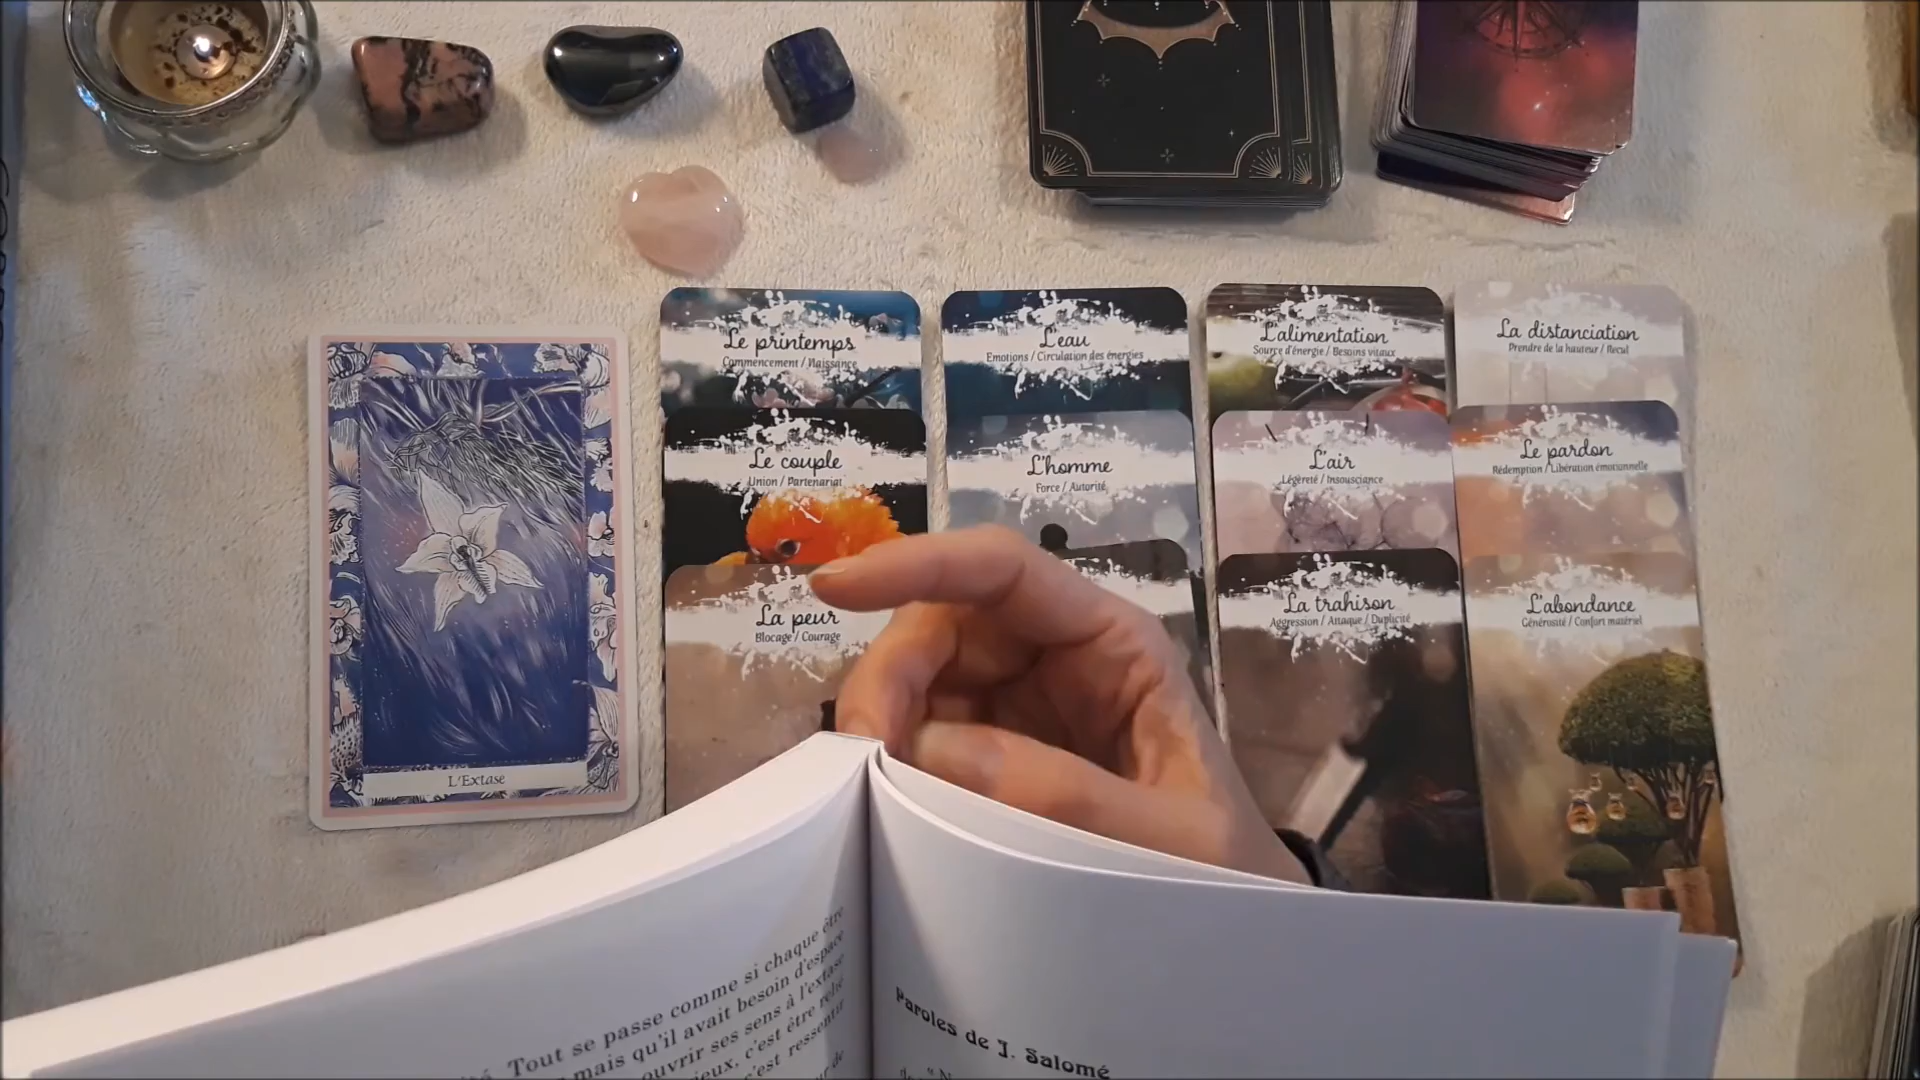 Le printemps
Commencement / Naissance
L'eau
Emotions / Circulation des énergies
L'alimentation
Source d'énergie / Besoins vitaux
La distanciation
Prendre de la hauteur / Recul
Le couple
Union / Partenariat
L'homme
Force / Autorité
L'air
Légèreté / Insouciance
Le pardon
Rédemption / Libération émotionnelle
La peur
Blocage / Courage
La trahison
Aggression / Attaque / Duplicité
L'abondance
Générosité / Confort matériel
L'Extase
Tout se passe comme si chaque être
mais qu'il avait besoin d'espace
ouvrir ses sens à l'extase
c'est être relié
c'est ressentir
de
Paroles de J. Salomé
« N